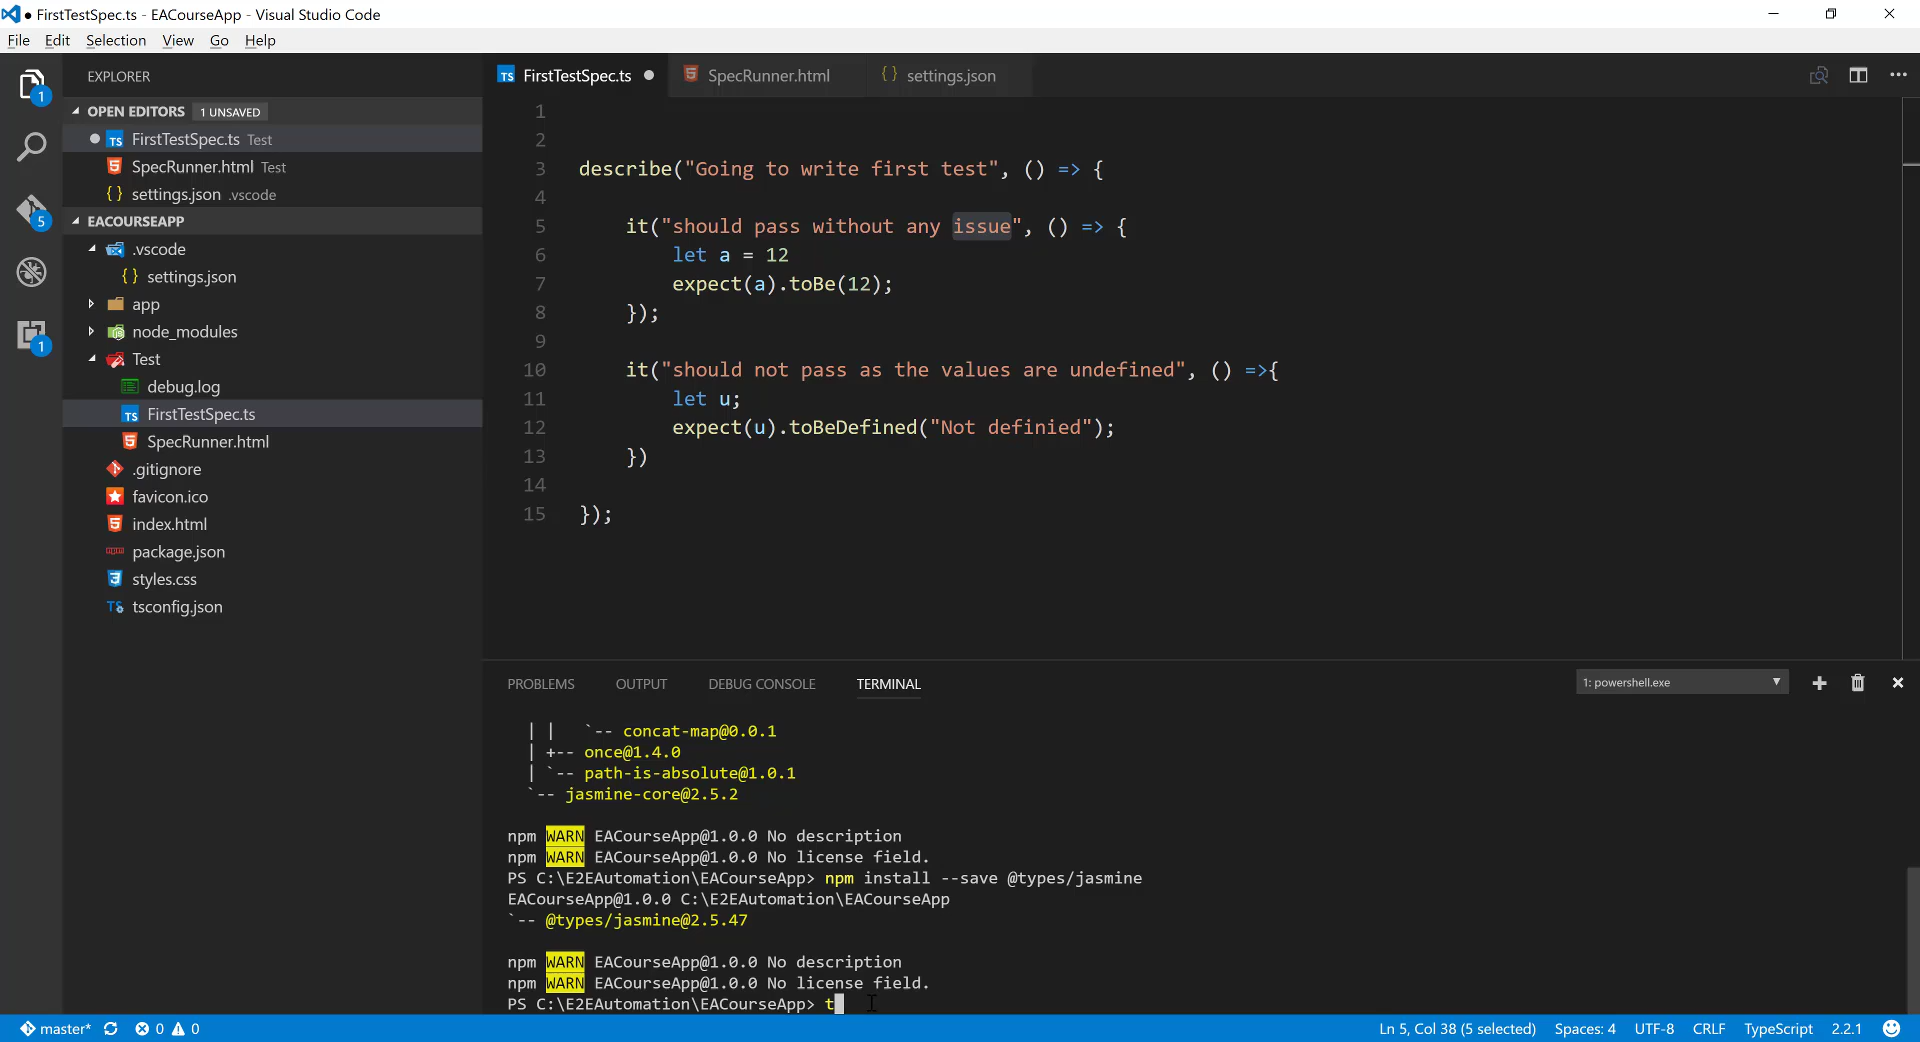 FirstTestSpec.ts - EACourseApp - Visual Studio Code
File Edit Selection View Go Help
EXPLORER
OPEN EDITORS 1 UNSAVED
FirstTestSpec.ts Test
SpecRunner.html Test
settings.json .vscode
EACOURSEAPP
.vscode
settings.json
app
node_modules
Test
debug.log
FirstTestSpec.ts
SpecRunner.html
.gitignore
favicon.ico
index.html
package.json
styles.css
tsconfig.json
1
5
1
FirstTestSpec.ts SpecRunner.html settings.json
1
2
3 describe("Going to write first test", () => {
4
5 it("should pass without any issue", () => {
6 let a = 12
7 expect(a).toBe(12);
8 });
9
10 it("should not pass as the values are undefined", () =>{
11 let u;
12 expect(u).toBeDefined("Not definied");
13 })
14
15 });
PROBLEMS OUTPUT DEBUG CONSOLE TERMINAL 1: powershell.exe
| |   `-- concat-map@0.0.1
| +-- once@1.4.0
| `-- path-is-absolute@1.0.1
`-- jasmine-core@2.5.2
npm WARN EACourseApp@1.0.0 No description
npm WARN EACourseApp@1.0.0 No license field.
PS C:\E2EAutomation\EACourseApp> npm install --save @types/jasmine
EACourseApp@1.0.0 C:\E2EAutomation\EACourseApp
`-- @types/jasmine@2.5.47
npm WARN EACourseApp@1.0.0 No description
npm WARN EACourseApp@1.0.0 No license field.
PS C:\E2EAutomation\EACourseApp> t
master* 0 0 Ln 5, Col 38 (5 selected) Spaces: 4 UTF-8 CRLF TypeScript 2.2.1